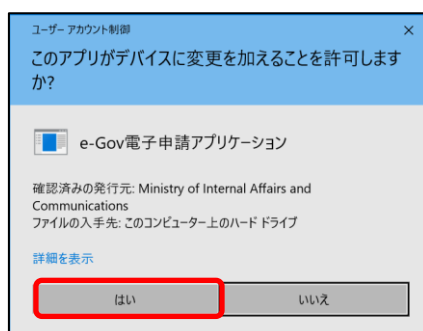 ユーザー アカウント制御
このアプリがデバイスに変更を加えることを許可します
か?
e-Gov電子申請アプリケーション
確認済みの発行元: Ministry of Internal Affairs and
Communications
ファイルの入手先: このコンピューター上のハード ドライブ
詳細を表示
はい
いいえ